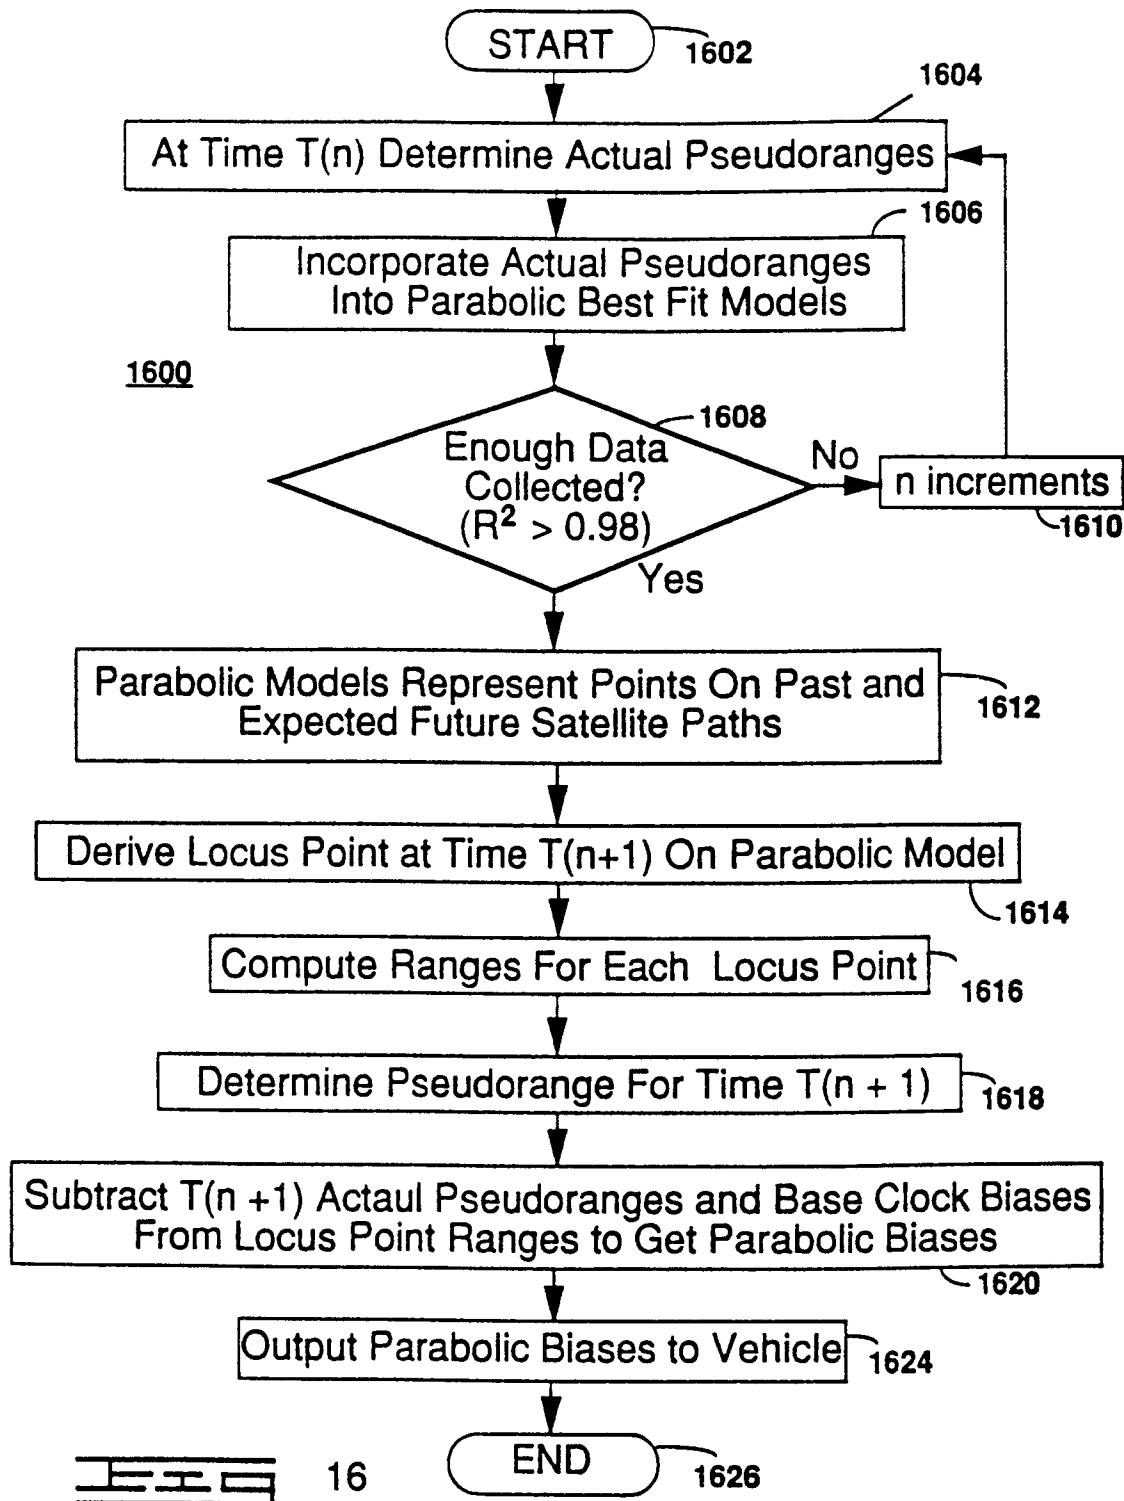 START
1602
1604
At Time T(n) Determine Actual Pseudoranges
1606
Incorporate Actual Pseudoranges
Into Parabolic Best Fit Models
1600
1608
Enough Data
Collected?
(R² > 0.98)
No
n increments
1610
Yes
Parabolic Models Represent Points On Past and
Expected Future Satellite Paths
1612
Derive Locus Point at Time T(n+1) On Parabolic Model
1614
Compute Ranges For Each Locus Point
1616
Determine Pseudorange For Time T(n + 1)
1618
Subtract T(n +1) Actaul Pseudoranges and Base Clock Biases
From Locus Point Ranges to Get Parabolic Biases
1620
Output Parabolic Biases to Vehicle
1624
END
1626
16